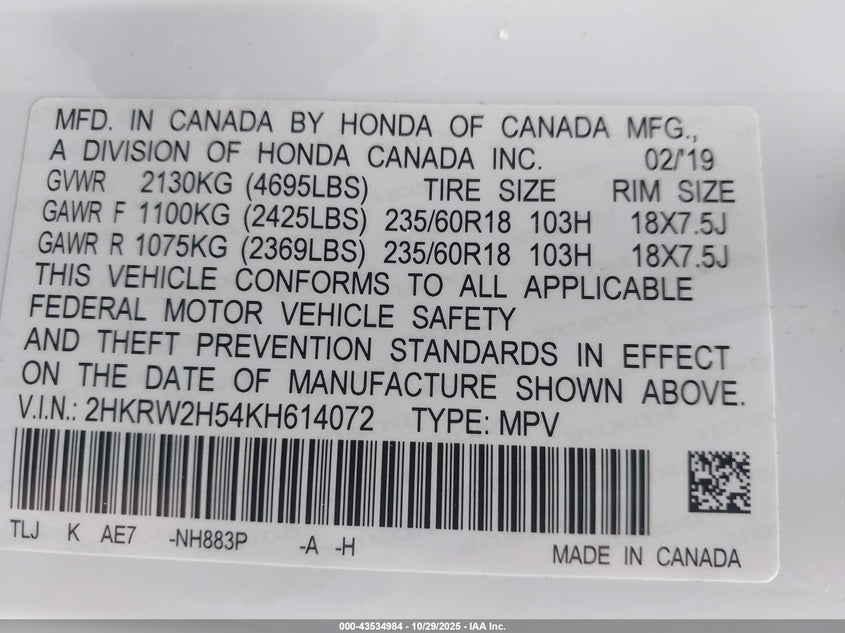 MFD. IN CANADA BY HONDA OF CANADA MFG.,
A DIVISION OF HONDA CANADA INC. 02/'19
GVWR 2130KG (4695LBS) TIRE SIZE RIM SIZE
GAWR F 1100KG (2425LBS) 235/60R18 103H 18X7.5J
GAWR R 1075KG (2369LBS) 235/60R18 103H 18X7.5J
THIS VEHICLE CONFORMS TO ALL APPLICABLE
FEDERAL MOTOR VEHICLE SAFETY
AND THEFT PREVENTION STANDARDS IN EFFECT
ON THE DATE OF MANUFACTURE SHOWN ABOVE.
V.I.N.: 2HKRW2H54KH614072 TYPE: MPV
TLJ K AE7 -NH883P -A -H
MADE IN CANADA
000-43534984 | 10/29/2025 - IAA Inc.